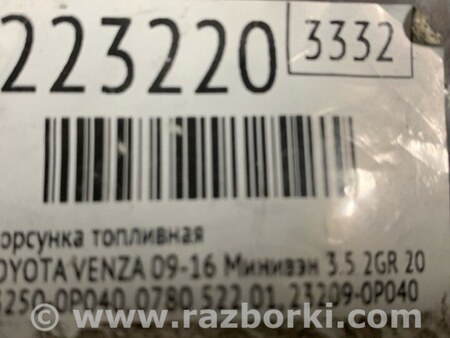 223220 3332
орсунка топливная
OYOTA VENZA 09-16 Минивэн 3.5 2GR 20
3250-0P040, 0780 522 01, 23209-0P040
www.razborki.com